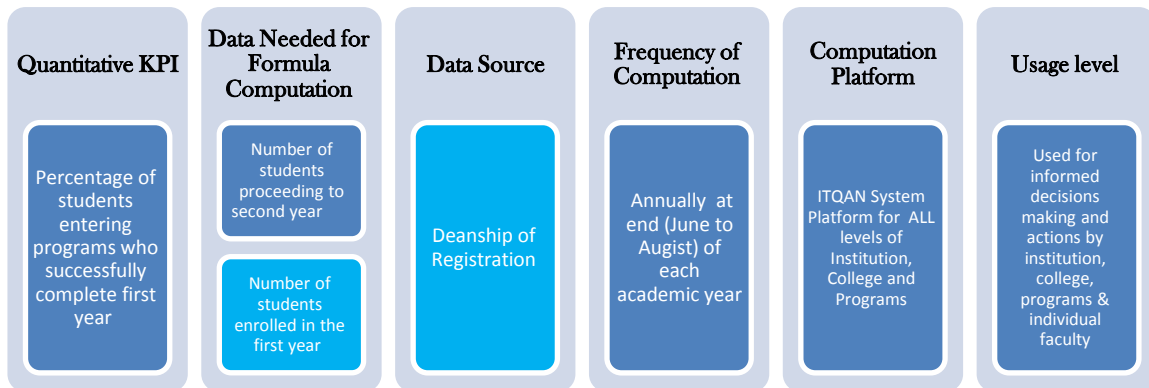 Quantitative KPI
Percentage of
students
entering
programs who
successfully
complete first
year
Data Needed for
Formula
Computation
Number of
students
proceeding to
second year
Number of
students
enrolled in the
first year
Data Source
Deanship of
Registration
Frequency of
Computation
Annually at
end (June to
Augist) of
each
academic year
Computation
Platform
ITQAN System
Platform for ALL
levels of
Institution,
College and
Programs
Usage level
Used for
informed
decisions
making and
actions by
institution,
college,
programs &
individual
faculty